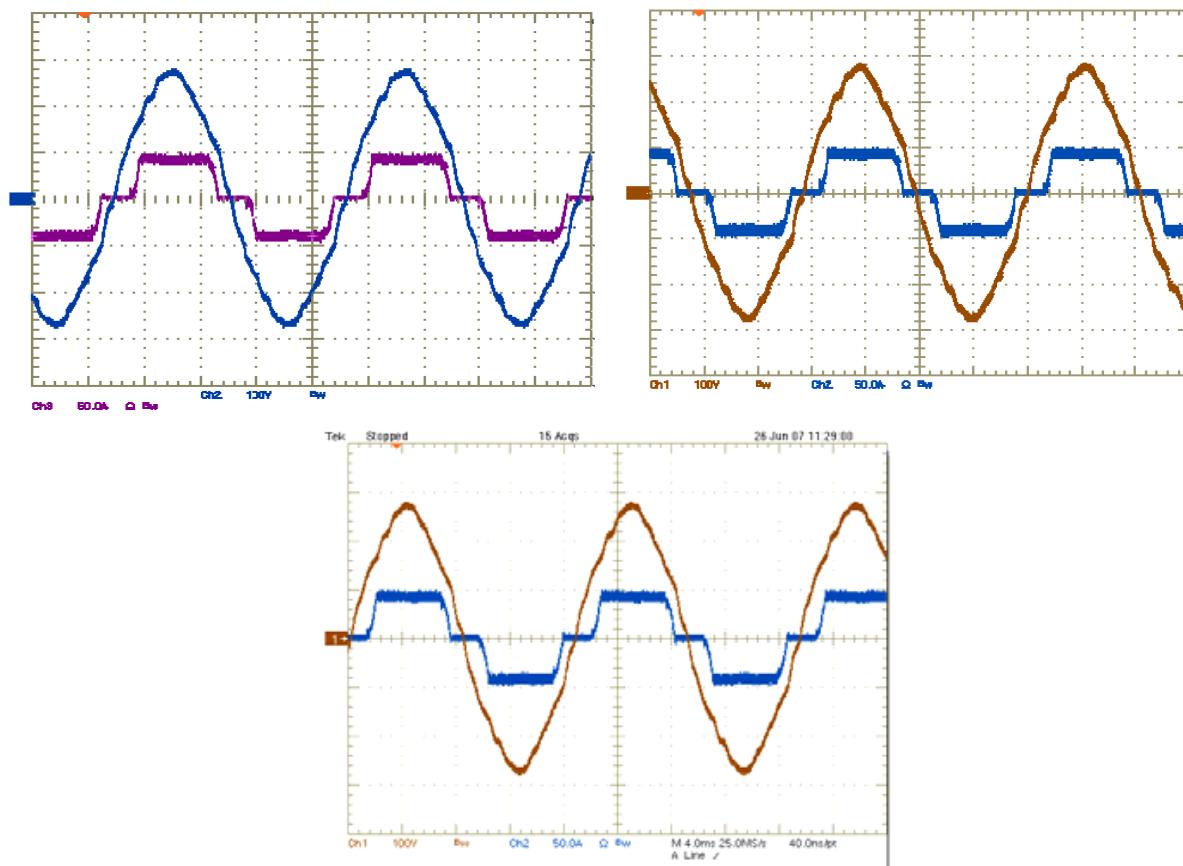 Ch3 50.0A Ω Bw Ch2 100V Bw
Ch1 100V Bw Ch2 50.0A Ω Bw
Tek Stopped 15 Acqs 26 Jun 07 11:29:00
1
Ch1 100V Bw Ch2 50.0A Ω Bw M 4.0ms 25.0MS/s 40.0ns/pt
A Line /